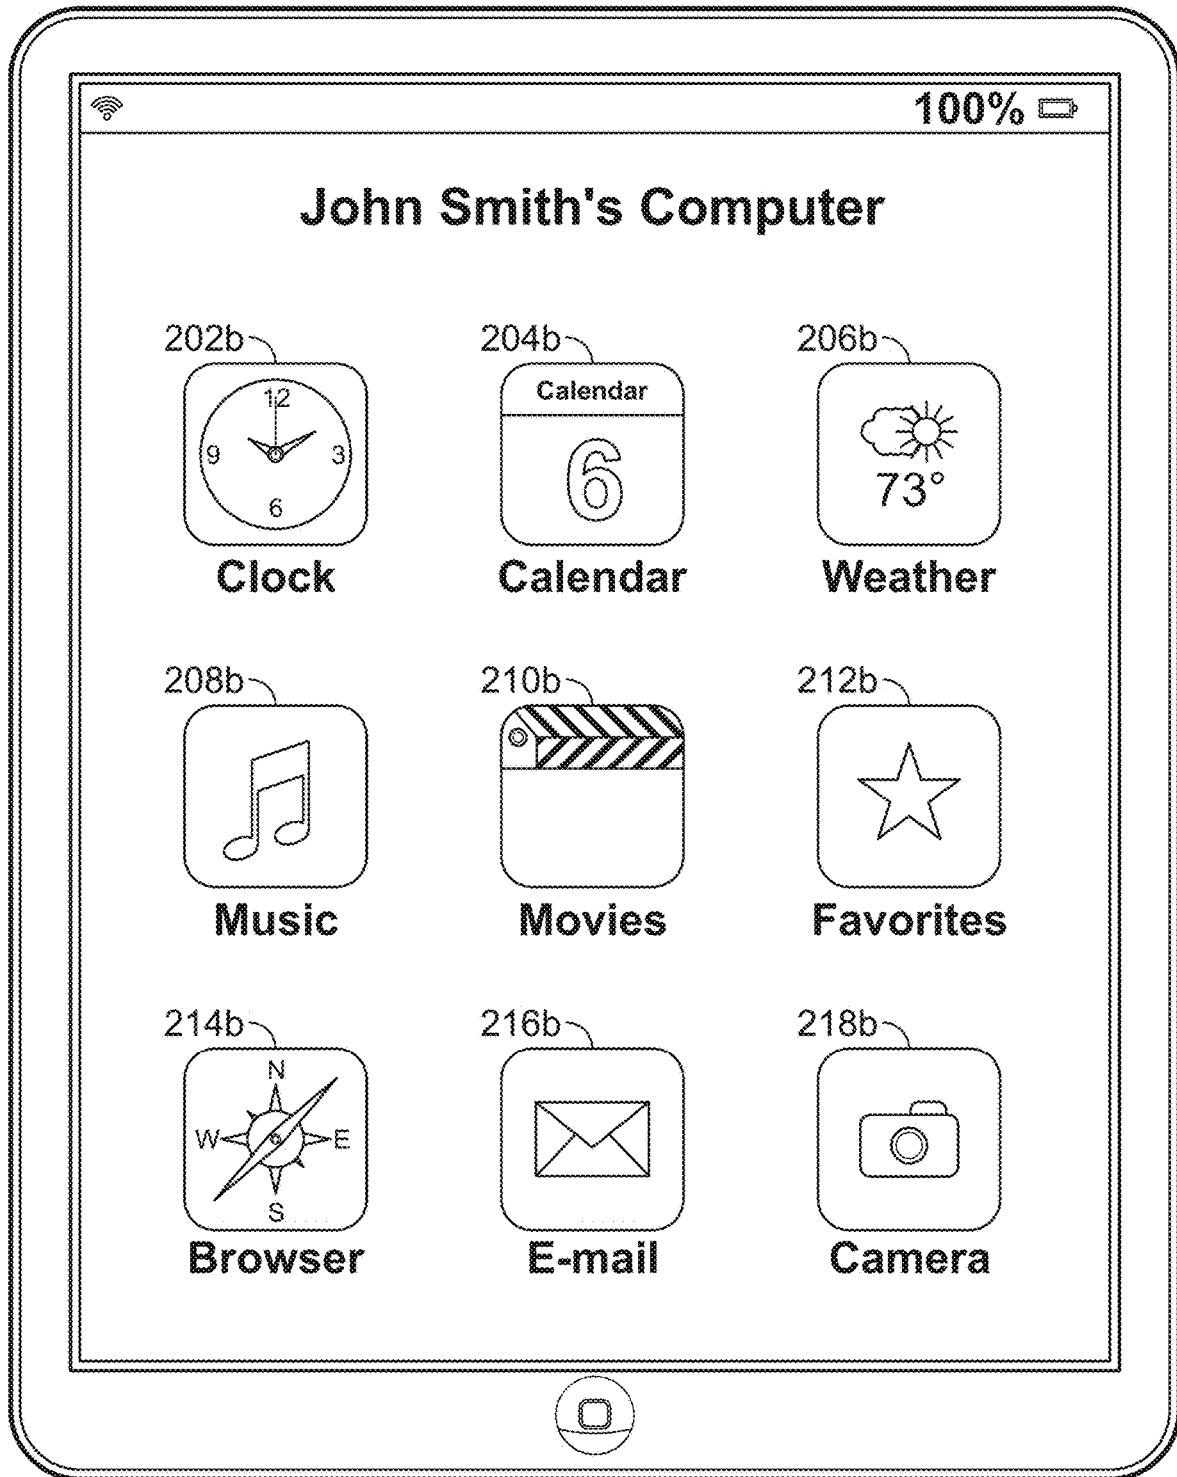 100%
John Smith's Computer
202b 204b 206b
12
9 3
6
Calendar
6
73°
Clock Calendar Weather
208b 210b 212b
Music Movies Favorites
214b 216b 218b
N
W E
S
Browser E-mail Camera